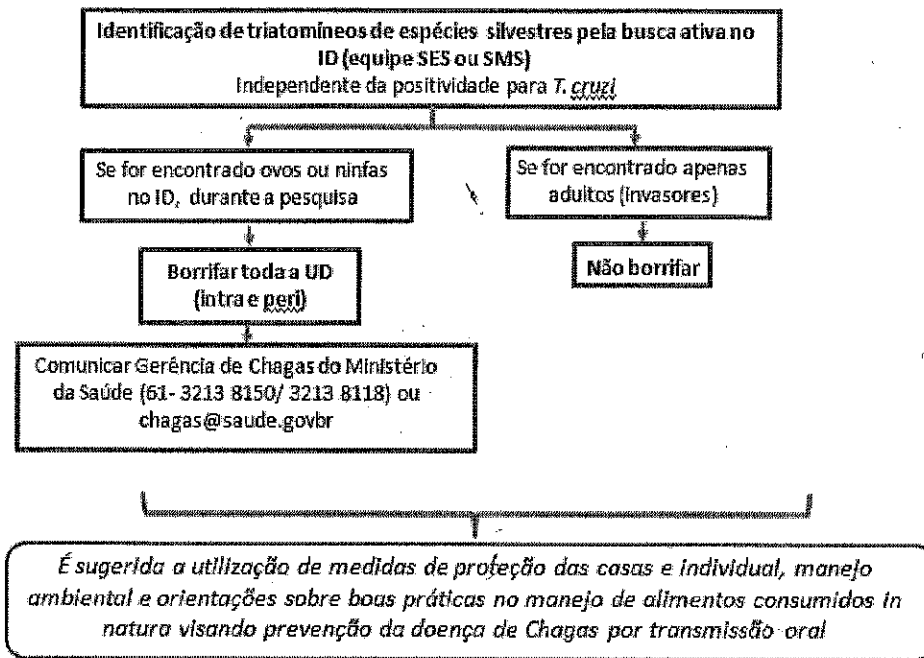 Identificação de triatomíneos de espécies silvestres pela busca ativa no
ID (equipe SES ou SMS)
Independente da positividade para T. cruzi
Se for encontrado ovos ou ninfas
no ID, durante a pesquisa
Se for encontrado apenas
adultos (invasores)
Borrifar toda a UD
(intra e peri)
Não borrifar
Comunicar Gerência de Chagas do Ministério
da Saúde (61- 3213 8150/ 3213 8118) ou
chagas@saude.govbr
É sugerida a utilização de medidas de proteção das casas e individual, manejo
ambiental e orientações sobre boas práticas no manejo de alimentos consumidos in
natura visando prevenção da doença de Chagas por transmissão oral